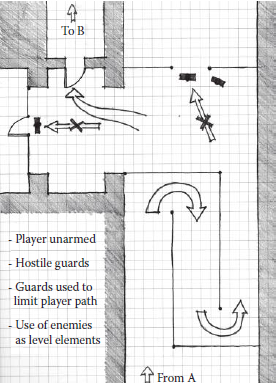 To B
- Player unarmed
- Hostile guards
- Guards used to
limit player path
- Use of enemies
as level elements
From A